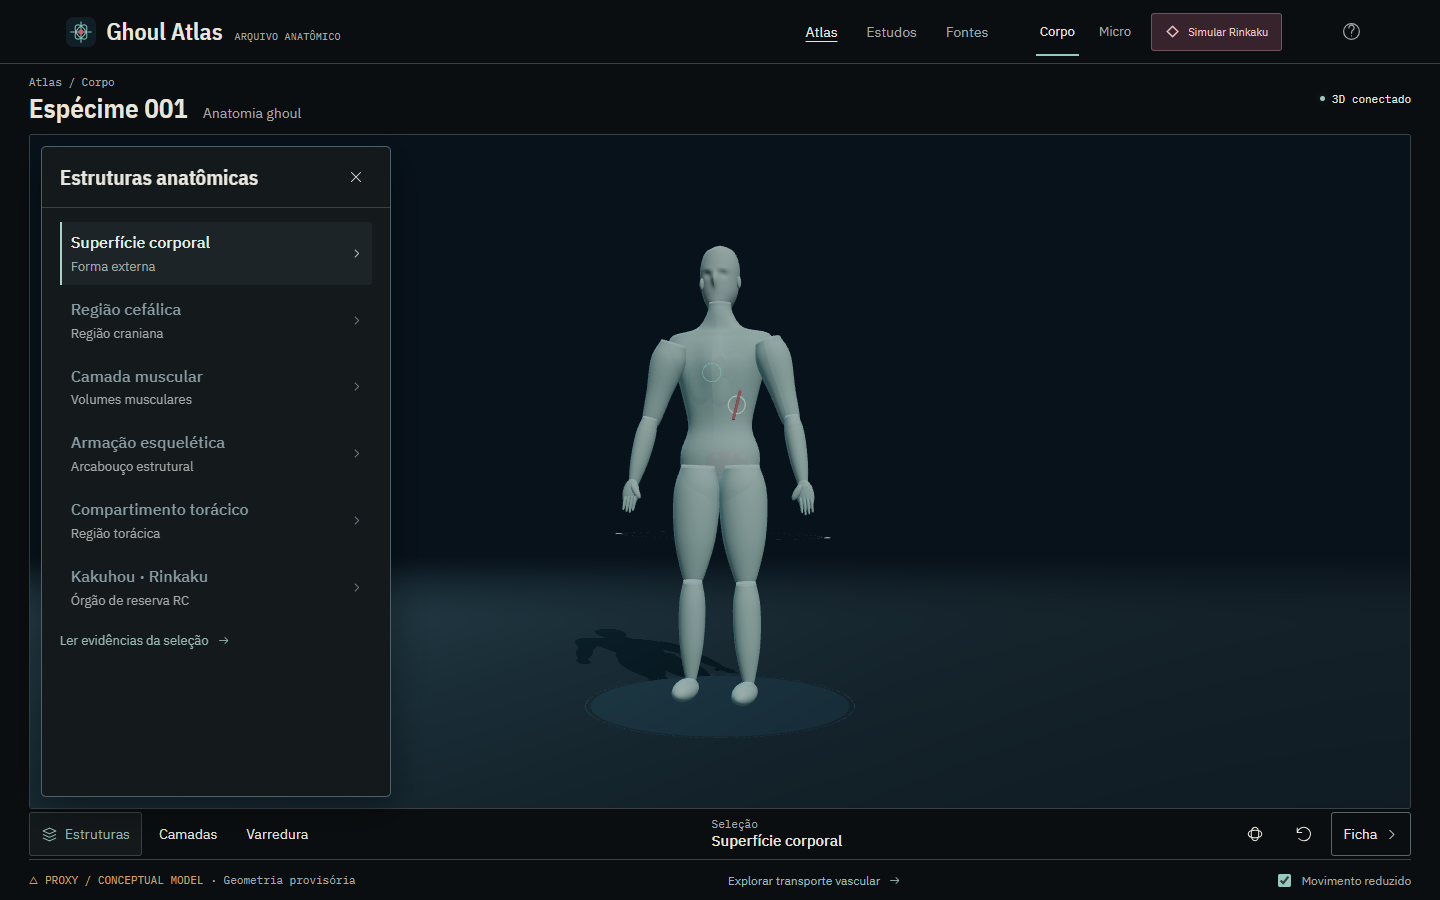 Ghoul Atlas ARQUIVO ANATÔMICO
Atlas Estudos Fontes Corpo Micro Simular Rinkaku
Atlas / Corpo
Espécime 001 Anatomia ghoul
3D conectado
Estruturas anatômicas
Superfície corporal
Forma externa
Região cefálica
Região craniana
Camada muscular
Volumes musculares
Armação esquelética
Arcabouço estrutural
Compartimento torácico
Região torácica
Kakuhou · Rinkaku
Órgão de reserva RC
Ler evidências da seleção →
Estruturas Camadas Varredura
Seleção
Superfície corporal
Ficha
PROXY / CONCEPTUAL MODEL · Geometria provisória
Explorar transporte vascular →
Movimento reduzido